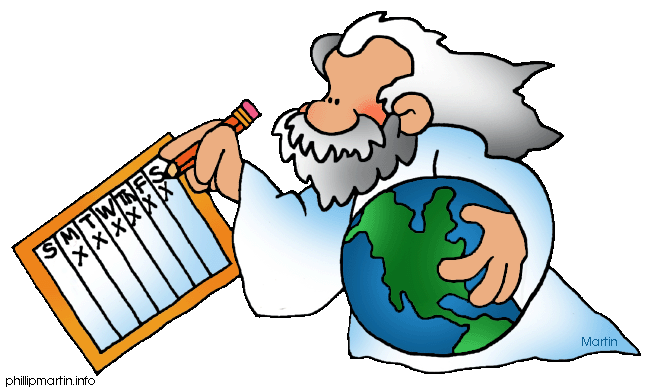 S M T W Th F S
X X X X X X
Martin
phillipmartin.info